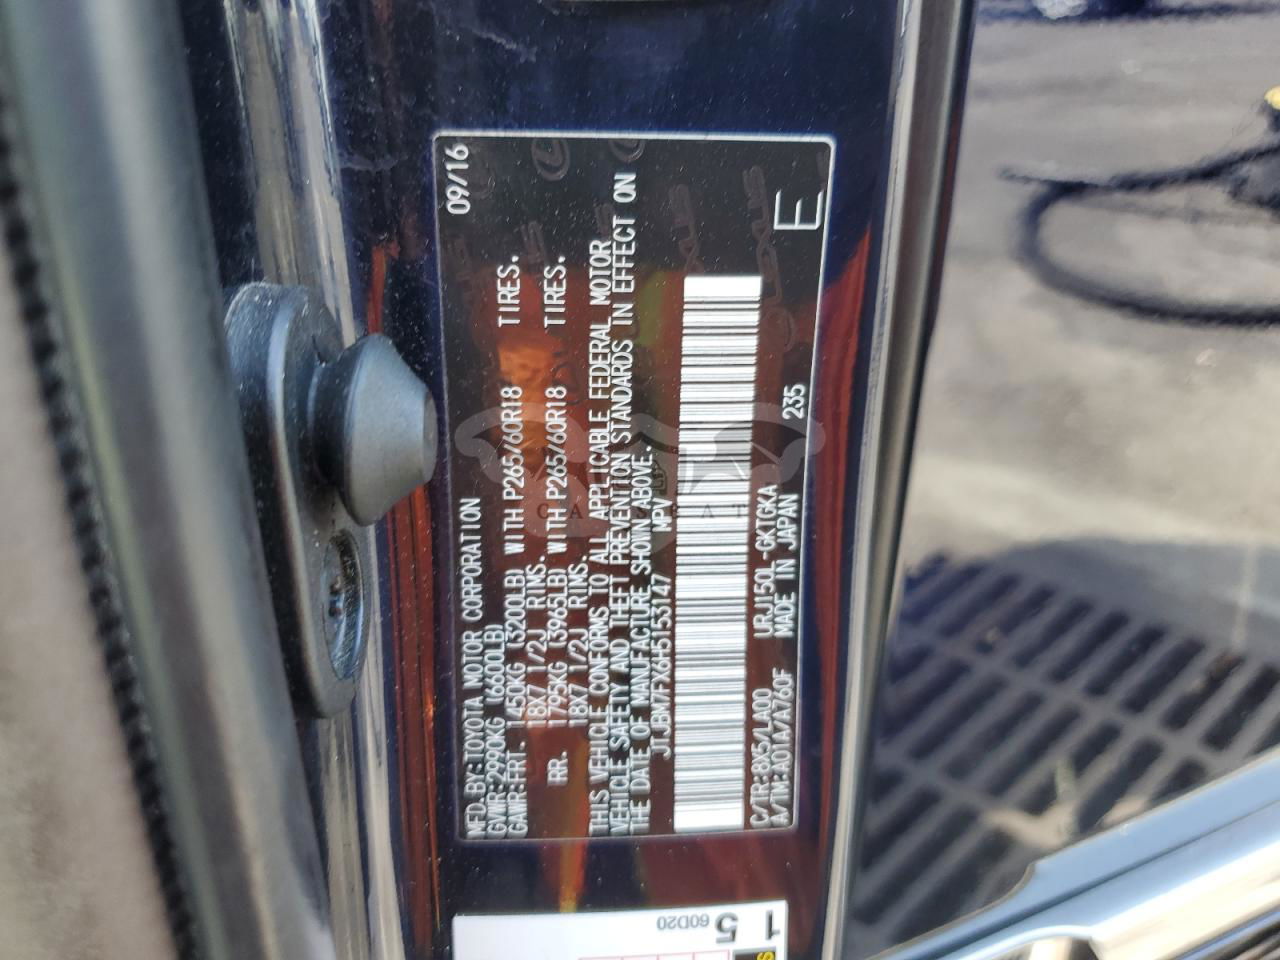 MFD.BY:TOYOTA MOTOR CORPORATION 09/16
GVWR:2990KG (6600LB)
GAWR:FRT. 1450KG (3200LB) WITH P265/60R18 TIRES.
18X7 1/2J RIMS.
RR. 1795KG (3965LB) WITH P265/60R18 TIRES.
18X7 1/2J RIMS.
THIS VEHICLE CONFORMS TO ALL APPLICABLE FEDERAL MOTOR
VEHICLE SAFETY AND THEFT PREVENTION STANDARDS IN EFFECT ON
THE DATE OF MANUFACTURE SHOWN ABOVE.
JTJBM7FX6H5153147 MPV
C/TR:8X5/LA00 URJ150L-GKTGKA 235
A/TM:A01A/A760F MADE IN JAPAN
E
15
60D20
CARSEAT